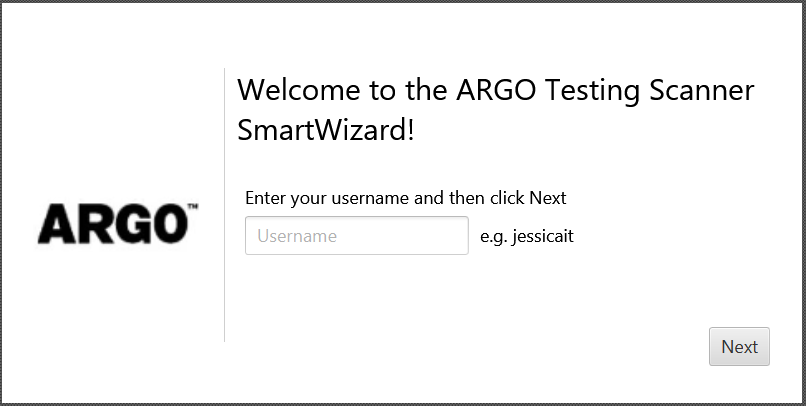 Welcome to the ARGO Testing Scanner
SmartWizard!
ARGO™
Enter your username and then click Next
Username e.g. jessicait
Next